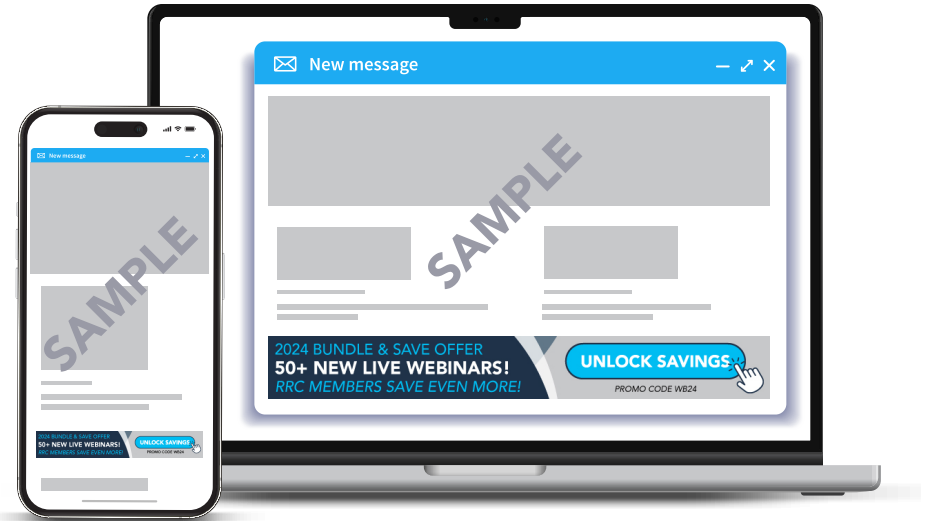 New message
SAMPLE
2024 BUNDLE & SAVE OFFER
50+ NEW LIVE WEBINARS!
RRC MEMBERS SAVE EVEN MORE!
UNLOCK SAVINGS
PROMO CODE WB24
New message
SAMPLE
2024 BUNDLE & SAVE OFFER
50+ NEW LIVE WEBINARS!
RRC MEMBERS SAVE EVEN MORE!
UNLOCK SAVINGS
PROMO CODE WB24